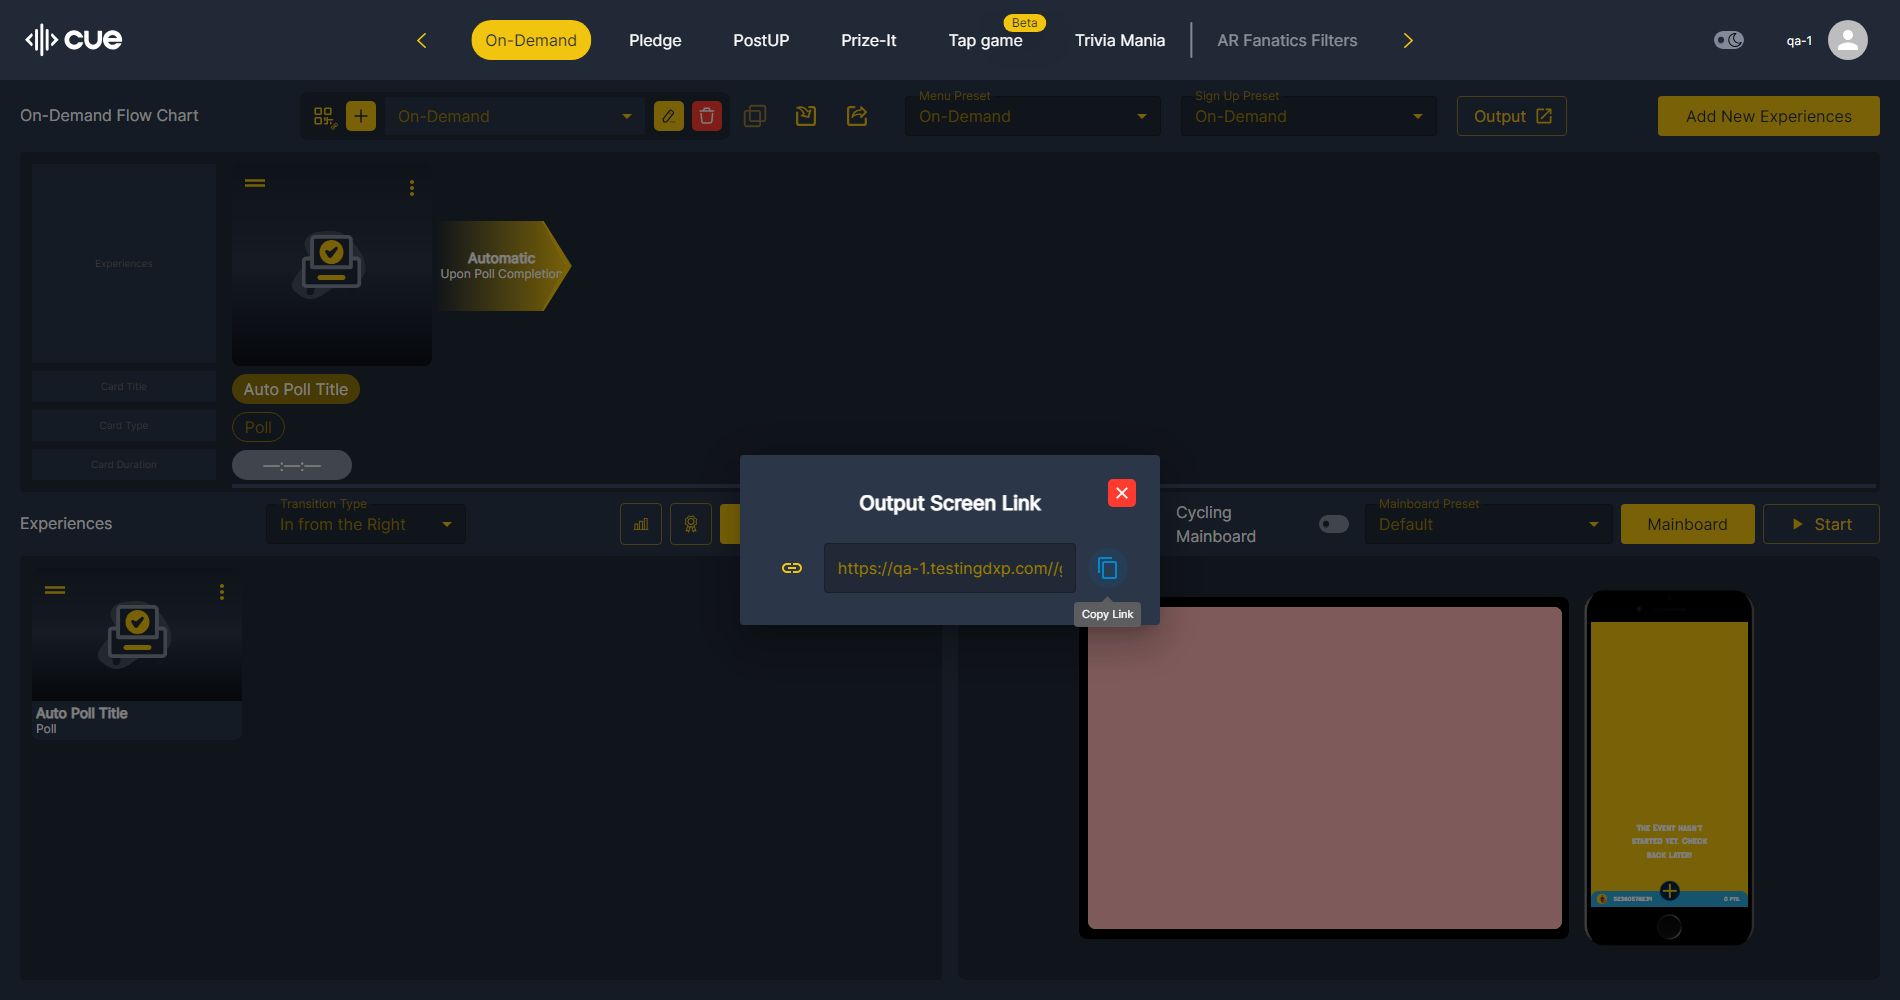 cue
On-Demand
Pledge
PostUP
Prize-It
Tap game
Beta
Trivia Mania
AR Fanatics Filters
qa-1
On-Demand Flow Chart
On-Demand
Menu Preset
On-Demand
Sign Up Preset
On-Demand
Output
Add New Experiences
Experiences
Automatic
Upon Poll Completion
Card Title
Auto Poll Title
Card Type
Poll
Card Duration
—:—:—
Output Screen Link
https://qa-1.testingdxp.com//g
Copy Link
Experiences
Transition Type
In from the Right
Cycling
Mainboard
Mainboard Preset
Default
Mainboard
Start
Auto Poll Title
Poll
The Event hasn't
started yet. Check
back later!
0 pts.